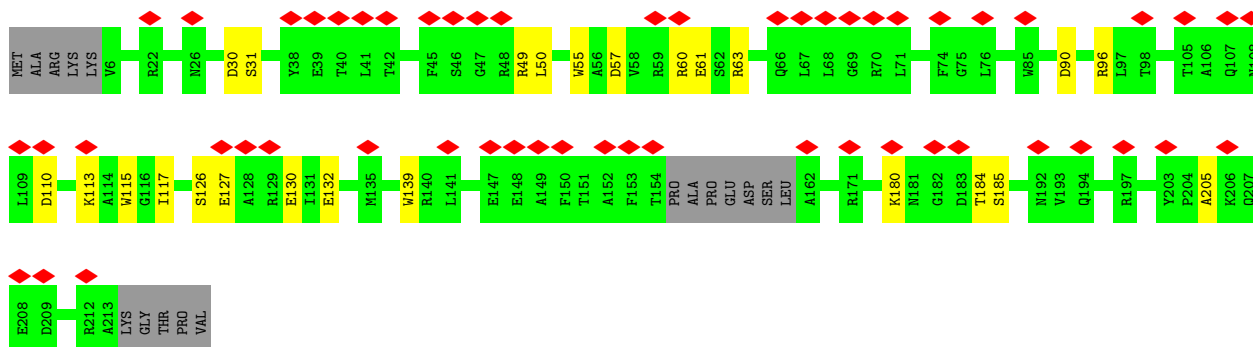 MET ALA ARG LYS LYS V6 R22 N26 D30 S31 Y38 E39 T40 L41 T42 F45 S46 G47 R48 R49 L50 W55 A56 D57 V58 R59 R60 E61 S62 R63 Q66 L67 L68 G69 R70 L71 F74 G75 L76 W85 D90 R96 L97 T98 T105 A106 Q107 N108
L109 D110 K113 A114 W115 G116 I117 S126 E127 A128 R129 E130 I131 E132 M135 W139 R140 L141 E147 E148 A149 F150 T151 A152 F153 T154 PRO ALA PRO GLU ASP SER LEU A162 R171 K180 N181 G182 D183 T184 S185 N192 V193 Q194 R197 Y203 P204 A205 K206 Q207
E208 D209 R212 A213 LYS GLY THR PRO VAL